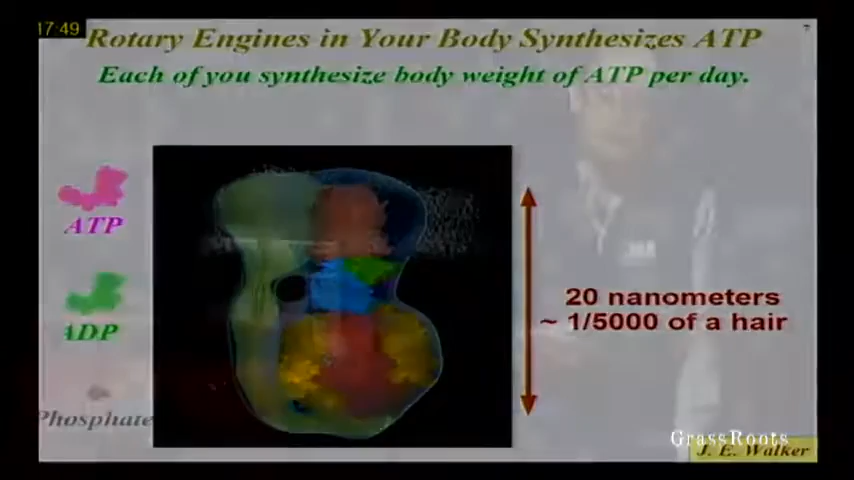 17:49
Rotary Engines in Your Body Synthesizes ATP
Each of you synthesize body weight of ATP per day.
ATP
ADP
Phosphate
20 nanometers
~ 1/5000 of a hair
GrassRoots
J. E. Walker